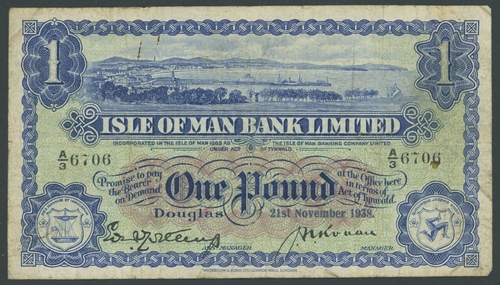 1 1
ISLE OF MAN BANK LIMITED
INCORPORATED IN THE ISLE OF MAN 1865 AS THE ISLE OF MAN BANKING COMPANY LIMITED
UNDER ACT OF TYNWALD
A/3 6706 A/3 6706
Promise to pay the Bearer on Demand
One Pound
at the Office here in terms of Act of Tynwald.
Douglas 21st November 1938.
MANAGER MANAGER